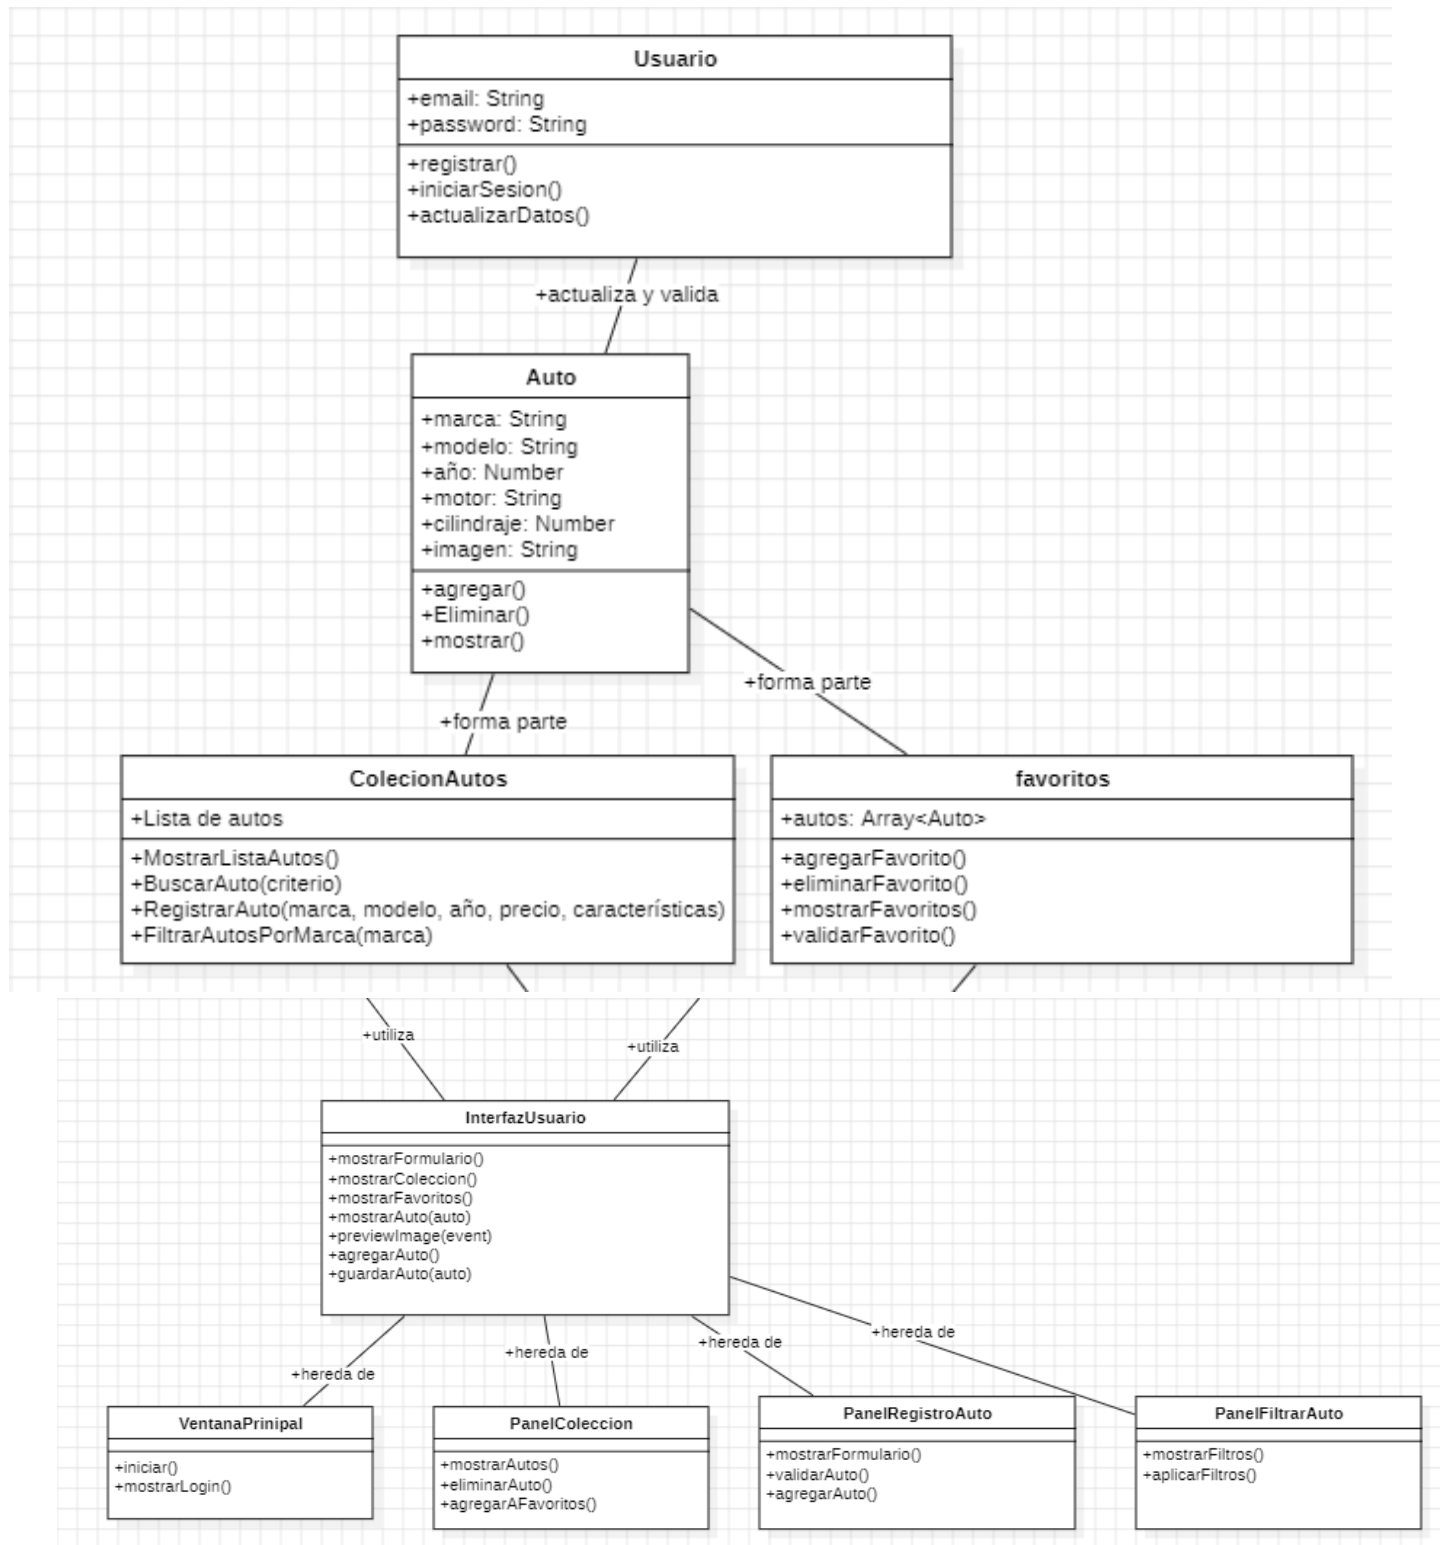 Usuario
+email: String
+password: String
+registrar()
+iniciarSesion()
+actualizarDatos()
+actualiza y valida
Auto
+marca: String
+modelo: String
+año: Number
+motor: String
+cilindraje: Number
+imagen: String
+agregar()
+Eliminar()
+mostrar()
+forma parte
+forma parte
ColecionAutos
+Lista de autos
+MostrarListaAutos()
+BuscarAuto(criterio)
+RegistrarAuto(marca, modelo, año, precio, características)
+FiltrarAutosPorMarca(marca)
favoritos
+autos: Array<Auto>
+agregarFavorito()
+eliminarFavorito()
+mostrarFavoritos()
+validarFavorito()
+utiliza
+utiliza
InterfazUsuario
+mostrarFormulario()
+mostrarColeccion()
+mostrarFavoritos()
+mostrarAuto(auto)
+previewImage(event)
+agregarAuto()
+guardarAuto(auto)
+hereda de
+hereda de
+hereda de
+hereda de
VentanaPrinipal
+iniciar()
+mostrarLogin()
PanelColeccion
+mostrarAutos()
+eliminarAuto()
+agregarAFavoritos()
PanelRegistroAuto
+mostrarFormulario()
+validarAuto()
+agregarAuto()
PanelFiltrarAuto
+mostrarFiltros()
+aplicarFiltros()